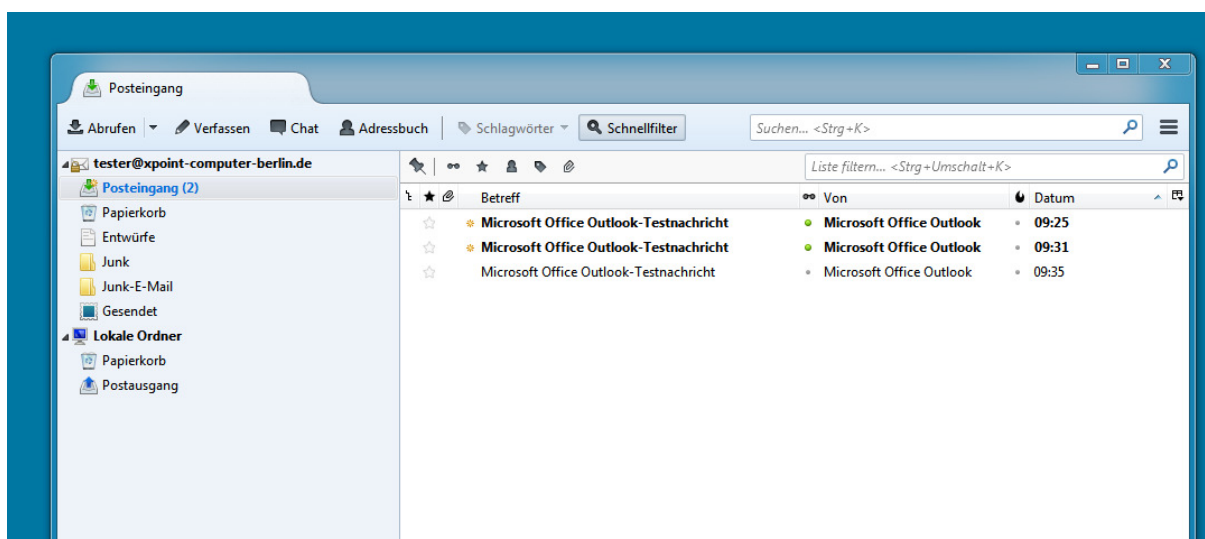 Posteingang
Abrufen Verfassen Chat Adressbuch Schlagwörter Schnellfilter Suchen... <Strg+K>
tester@xpoint-computer-berlin.de Liste filtern... <Strg+Umschalt+K>
Posteingang (2) Betreff Von Datum
Papierkorb Microsoft Office Outlook-Testnachricht Microsoft Office Outlook 09:25
Entwürfe Microsoft Office Outlook-Testnachricht Microsoft Office Outlook 09:31
Junk Microsoft Office Outlook-Testnachricht Microsoft Office Outlook 09:35
Junk-E-Mail
Gesendet
Lokale Ordner
Papierkorb
Postausgang